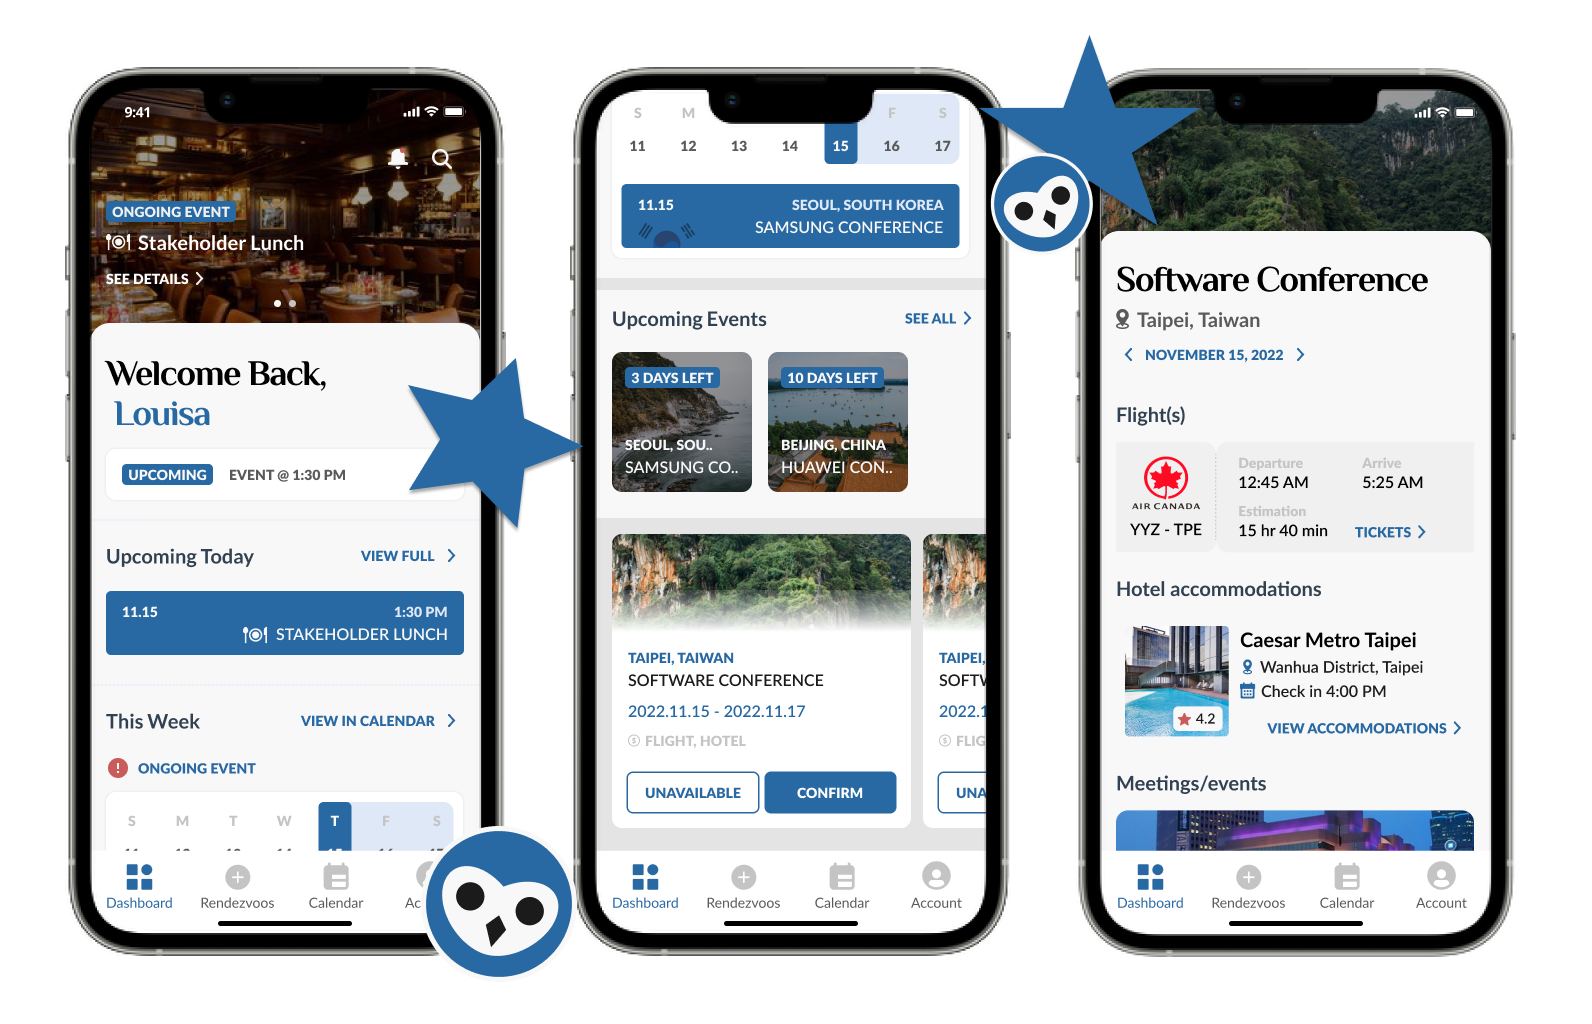 9:41
ONGOING EVENT
Stakeholder Lunch
SEE DETAILS
Welcome Back,
Louisa
UPCOMING EVENT @ 1:30 PM
Upcoming Today VIEW FULL
11.15 1:30 PM
STAKEHOLDER LUNCH
This Week VIEW IN CALENDAR
ONGOING EVENT
S M T W T F S
Dashboard Rendezvoos Calendar Ac
S M F S
11 12 13 14 15 16 17
11.15 SEOUL, SOUTH KOREA
SAMSUNG CONFERENCE
Upcoming Events SEE ALL
3 DAYS LEFT
SEOUL, SOU..
SAMSUNG CO..
10 DAYS LEFT
BEIJING, CHINA
HUAWEI CON..
TAIPEI, TAIWAN
SOFTWARE CONFERENCE
2022.11.15 - 2022.11.17
FLIGHT, HOTEL
UNAVAILABLE CONFIRM
TAIPEI,
SOFTW
2022.1
FLIG
UNA
Dashboard Rendezvoos Calendar Account
Software Conference
Taipei, Taiwan
NOVEMBER 15, 2022
Flight(s)
AIR CANADA
YYZ - TPE
Departure Arrive
12:45 AM 5:25 AM
Estimation
15 hr 40 min TICKETS
Hotel accommodations
4.2
Caesar Metro Taipei
Wanhua District, Taipei
Check in 4:00 PM
VIEW ACCOMMODATIONS
Meetings/events
Dashboard Rendezvoos Calendar Account